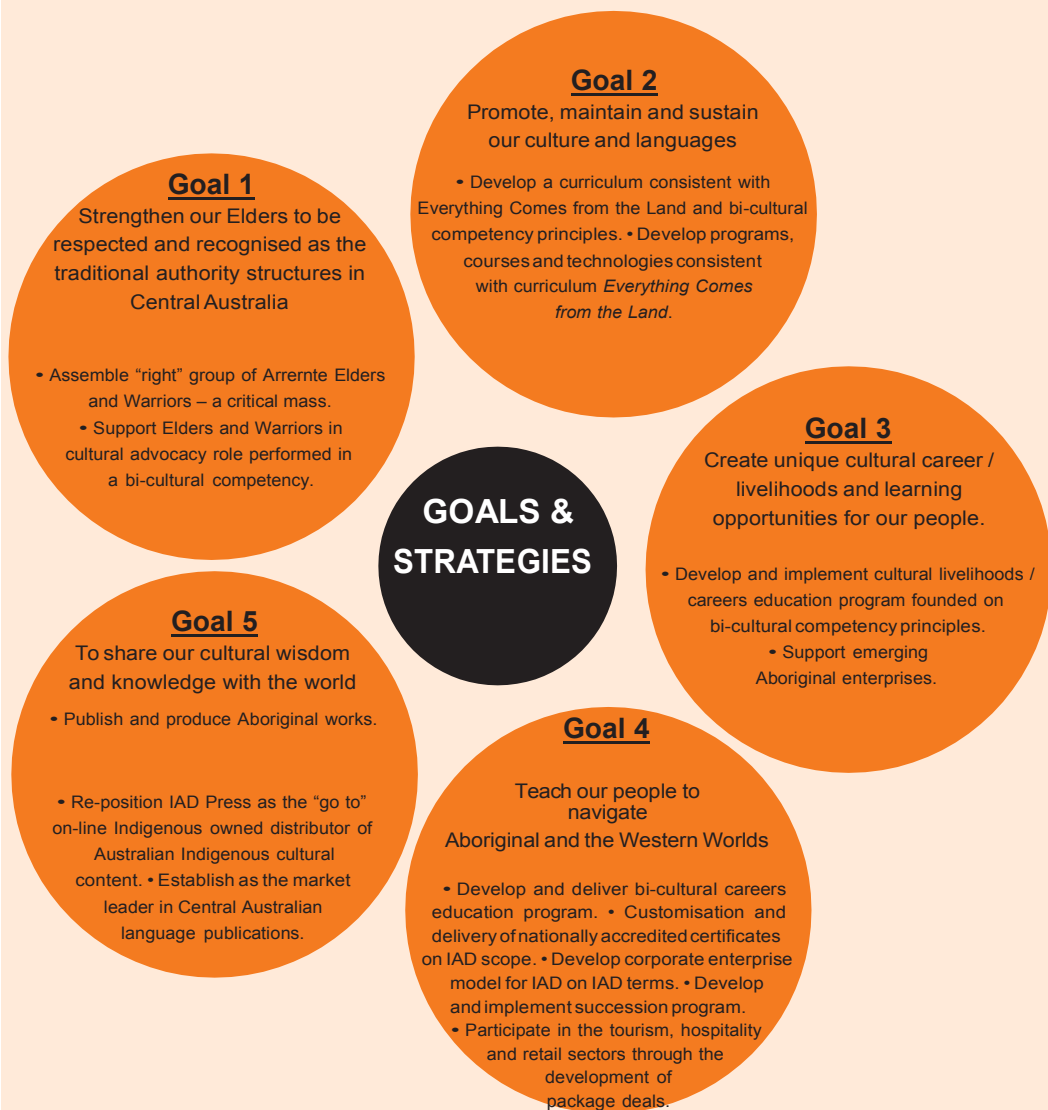 Goal 1
Strengthen our Elders to be
respected and recognised as the
traditional authority structures in
Central Australia
• Assemble “right” group of Arrernte Elders
and Warriors – a critical mass.
• Support Elders and Warriors in
cultural advocacy role performed in
a bi-cultural competency.
Goal 2
Promote, maintain and sustain
our culture and languages
• Develop a curriculum consistent with
Everything Comes from the Land and bi-cultural
competency principles. • Develop programs,
courses and technologies consistent
with curriculum Everything Comes
from the Land.
Goal 3
Create unique cultural career /
livelihoods and learning
opportunities for our people.
• Develop and implement cultural livelihoods /
careers education program founded on
bi-cultural competency principles.
• Support emerging
Aboriginal enterprises.
GOALS &
STRATEGIES
Goal 4
Teach our people to
navigate
Aboriginal and the Western Worlds
• Develop and deliver bi-cultural careers
education program. • Customisation and
delivery of nationally accredited certificates
on IAD scope. • Develop corporate enterprise
model for IAD on IAD terms. • Develop
and implement succession program.
• Participate in the tourism, hospitality
and retail sectors through the
development of
package deals.
Goal 5
To share our cultural wisdom
and knowledge with the world
• Publish and produce Aboriginal works.
• Re-position IAD Press as the “go to”
on-line Indigenous owned distributor of
Australian Indigenous cultural
content. • Establish as the market
leader in Central Australian
language publications.